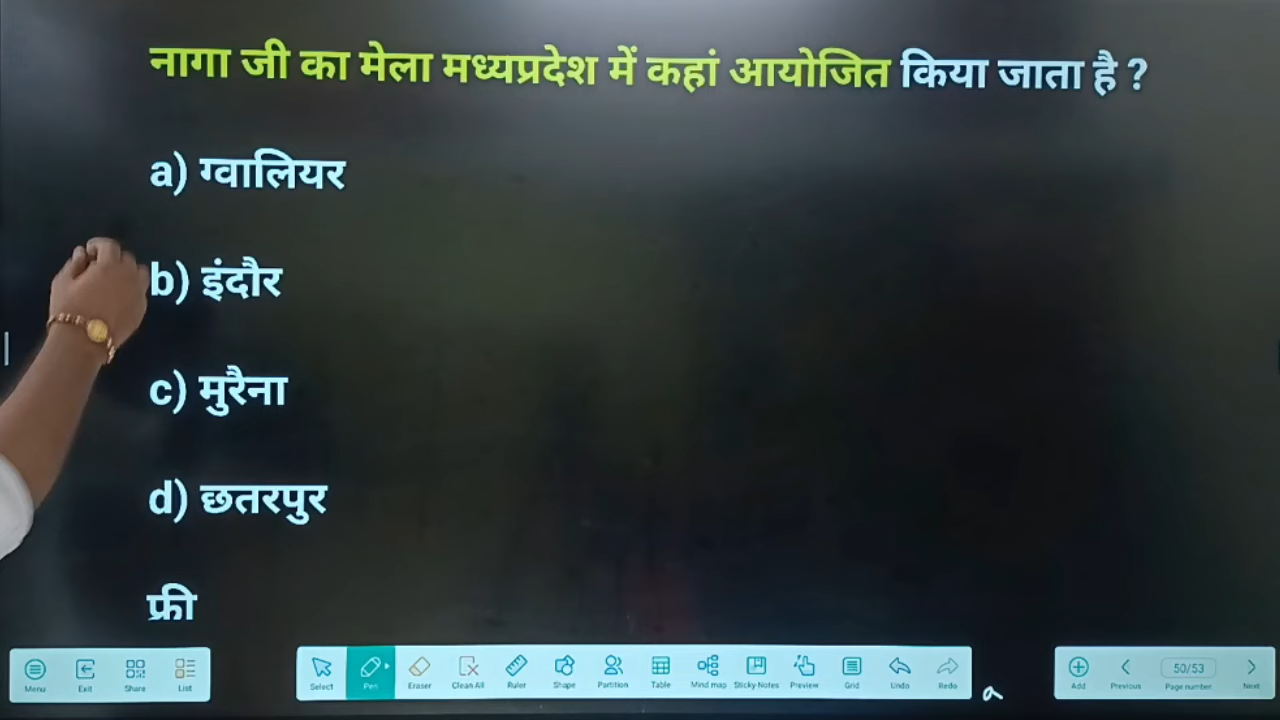 नागा जी का मेला मध्यप्रदेश में कहां आयोजित किया जाता है ?
a) ग्वालियर
b) इंदौर
c) मुरैना
d) छतरपुर
फ्री
Menu Exit Share List Select Pen Eraser Clean All Ruler Shape Partition Table Mind map Sticky Notes Preview Grid Undo Redo a Add Previous 50/53 Page number Next